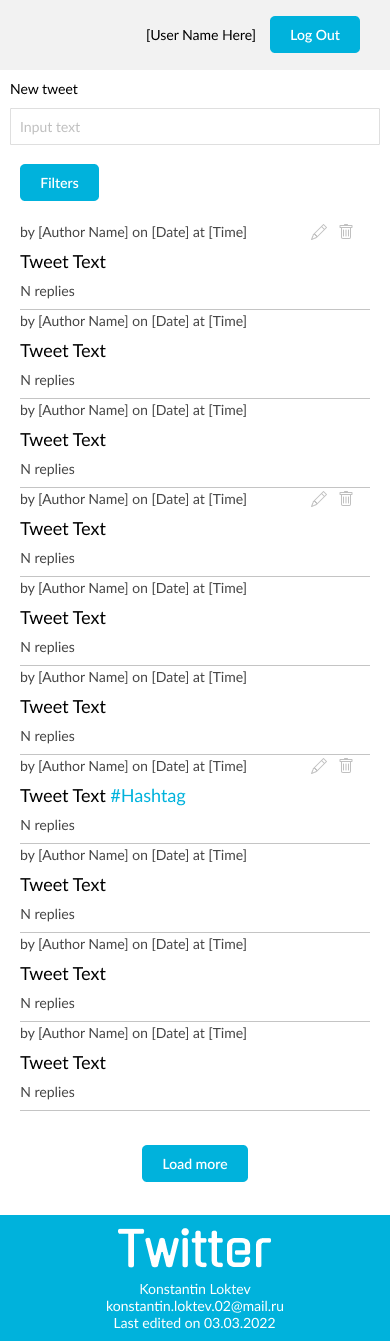 [User Name Here] Log Out
New tweet
Input text
Filters
by [Author Name] on [Date] at [Time]
Tweet Text
N replies
by [Author Name] on [Date] at [Time]
Tweet Text
N replies
by [Author Name] on [Date] at [Time]
Tweet Text
N replies
by [Author Name] on [Date] at [Time]
Tweet Text
N replies
by [Author Name] on [Date] at [Time]
Tweet Text
N replies
by [Author Name] on [Date] at [Time]
Tweet Text
N replies
by [Author Name] on [Date] at [Time]
Tweet Text #Hashtag
N replies
by [Author Name] on [Date] at [Time]
Tweet Text
N replies
by [Author Name] on [Date] at [Time]
Tweet Text
N replies
by [Author Name] on [Date] at [Time]
Tweet Text
N replies
Load more
Twitter
Konstantin Loktev
konstantin.loktev.02@mail.ru
Last edited on 03.03.2022